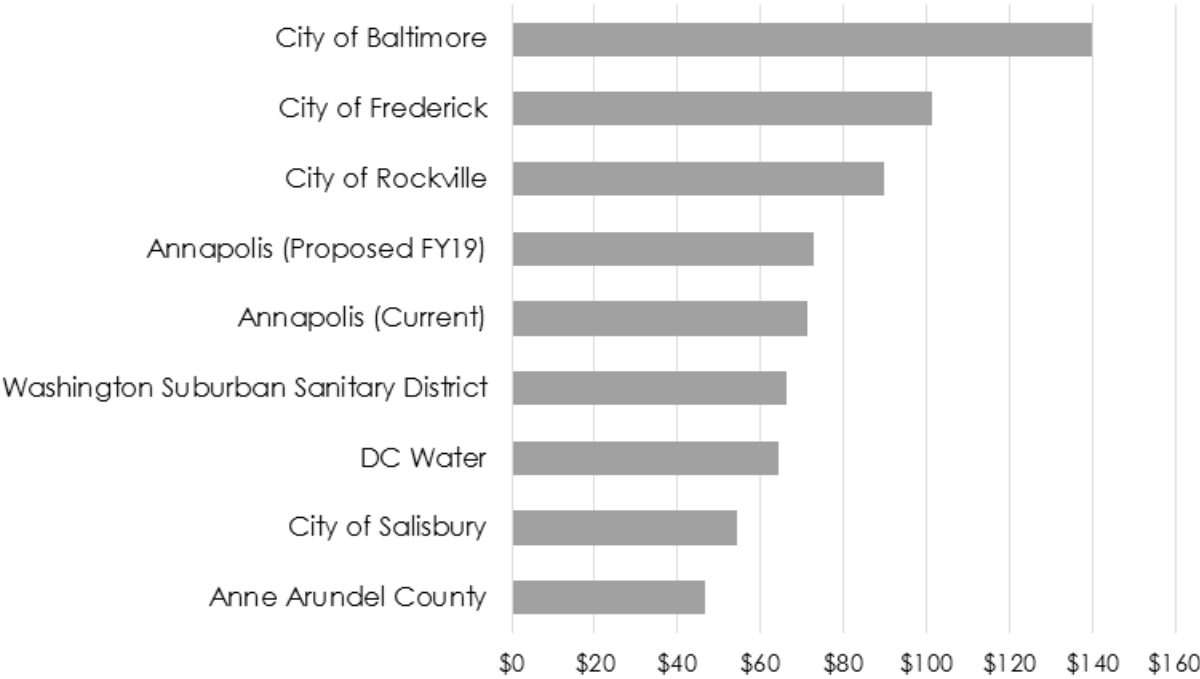 City of Baltimore
City of Frederick
City of Rockville
Annapolis (Proposed FY19)
Annapolis (Current)
Washington Suburban Sanitary District
DC Water
City of Salisbury
Anne Arundel County
$0 $20 $40 $60 $80 $100 $120 $140 $160